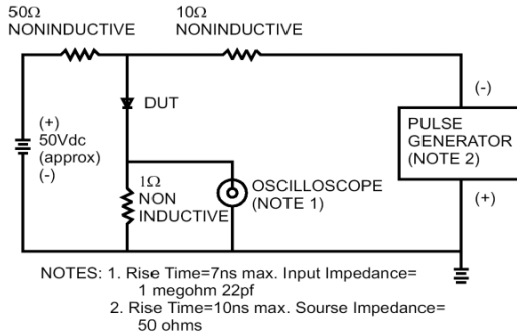 50Ω
NONINDUCTIVE
10Ω
NONINDUCTIVE
DUT
(+)
50Vdc
(approx)
(-)
1Ω
NON
INDUCTIVE
OSCILLOSCOPE
(NOTE 1)
(-)
PULSE
GENERATOR
(NOTE 2)
(+)
NOTES: 1. Rise Time=7ns max. Input Impedance=
1 megohm 22pf
2. Rise Time=10ns max. Sourse Impedance=
50 ohms